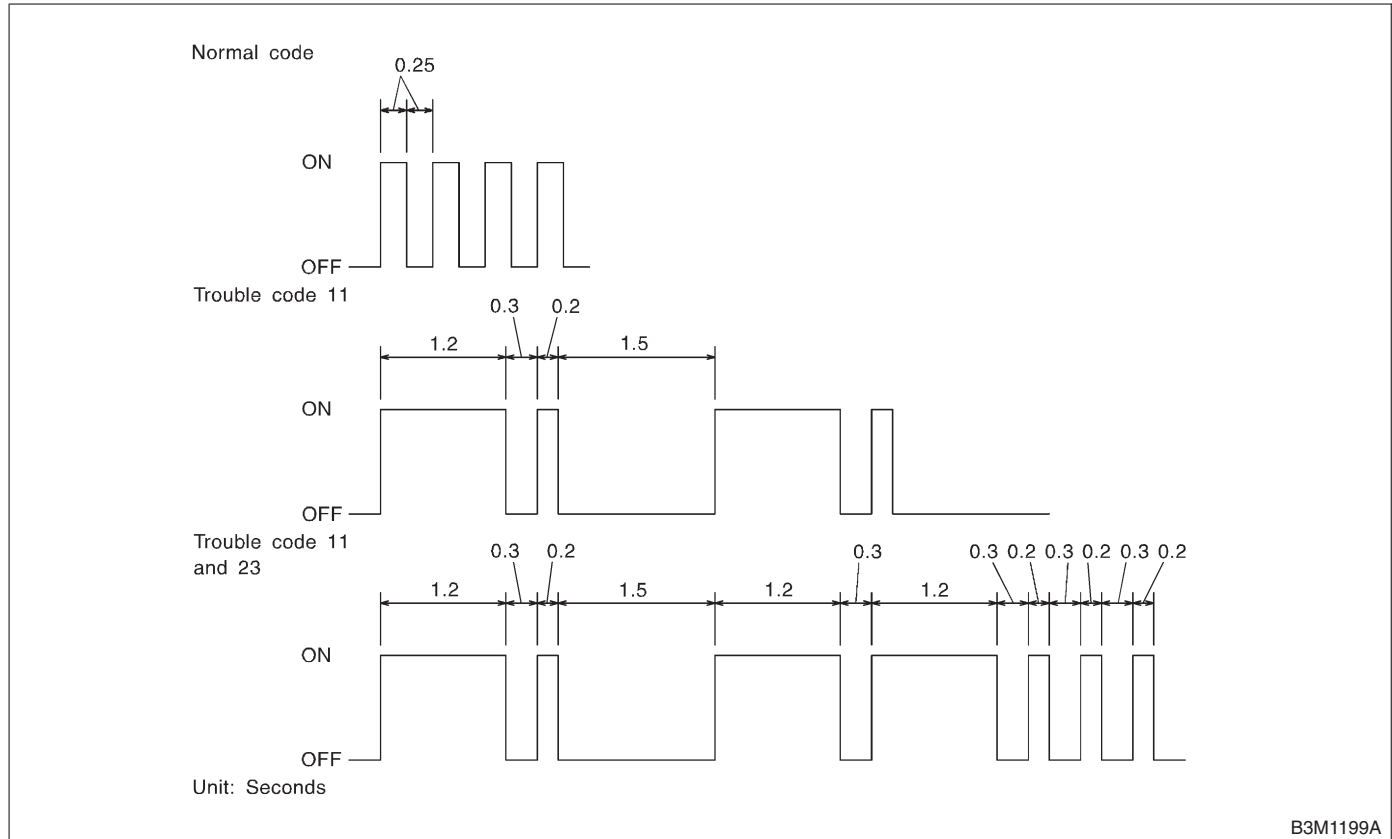 Normal code
0.25
ON
OFF
Trouble code 11
0.3 0.2
1.2 1.5
ON
OFF
Trouble code 11
and 23
0.3 0.2 0.3 0.3 0.2 0.3 0.2 0.3 0.2
1.2 1.5 1.2 1.2
ON
OFF
Unit: Seconds
B3M1199A